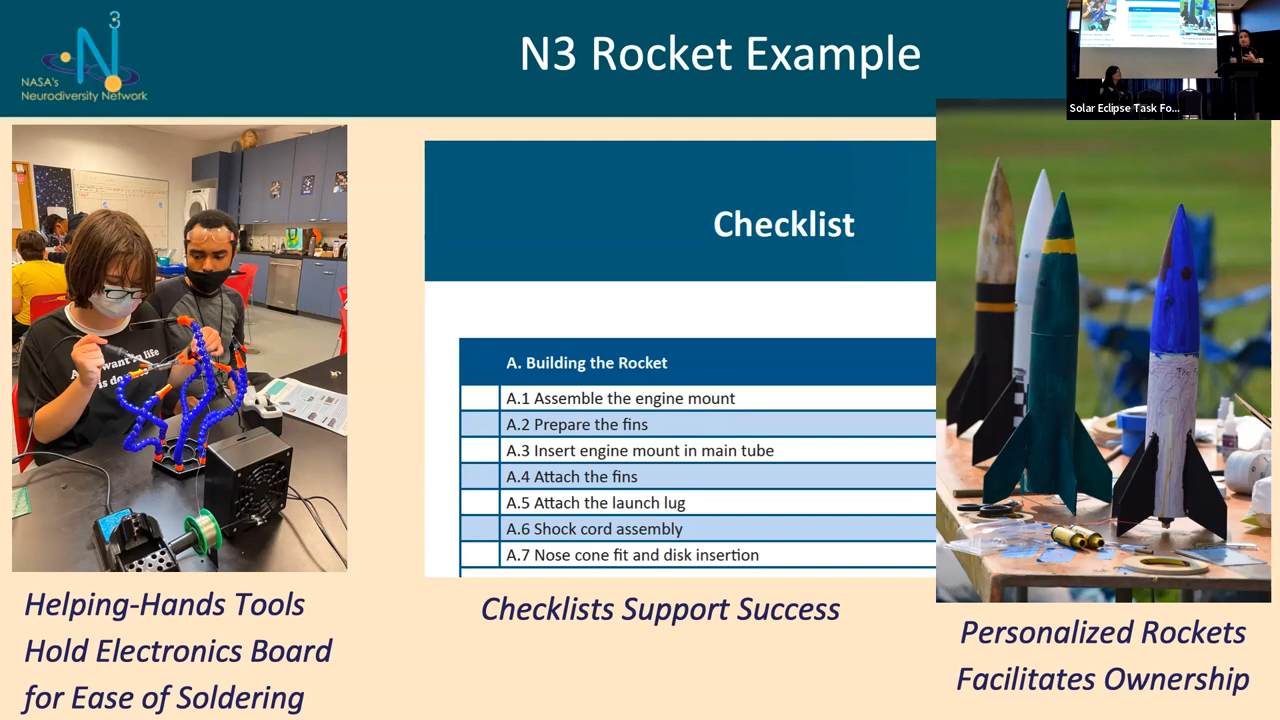 N3
NASA's
Neurodiversity Network
N3 Rocket Example
Solar Eclipse Task Fo...
Checklist
A. Building the Rocket
A.1 Assemble the engine mount
A.2 Prepare the fins
A.3 Insert engine mount in main tube
A.4 Attach the fins
A.5 Attach the launch lug
A.6 Shock cord assembly
A.7 Nose cone fit and disk insertion
Helping-Hands Tools
Hold Electronics Board
for Ease of Soldering
Checklists Support Success
Personalized Rockets
Facilitates Ownership